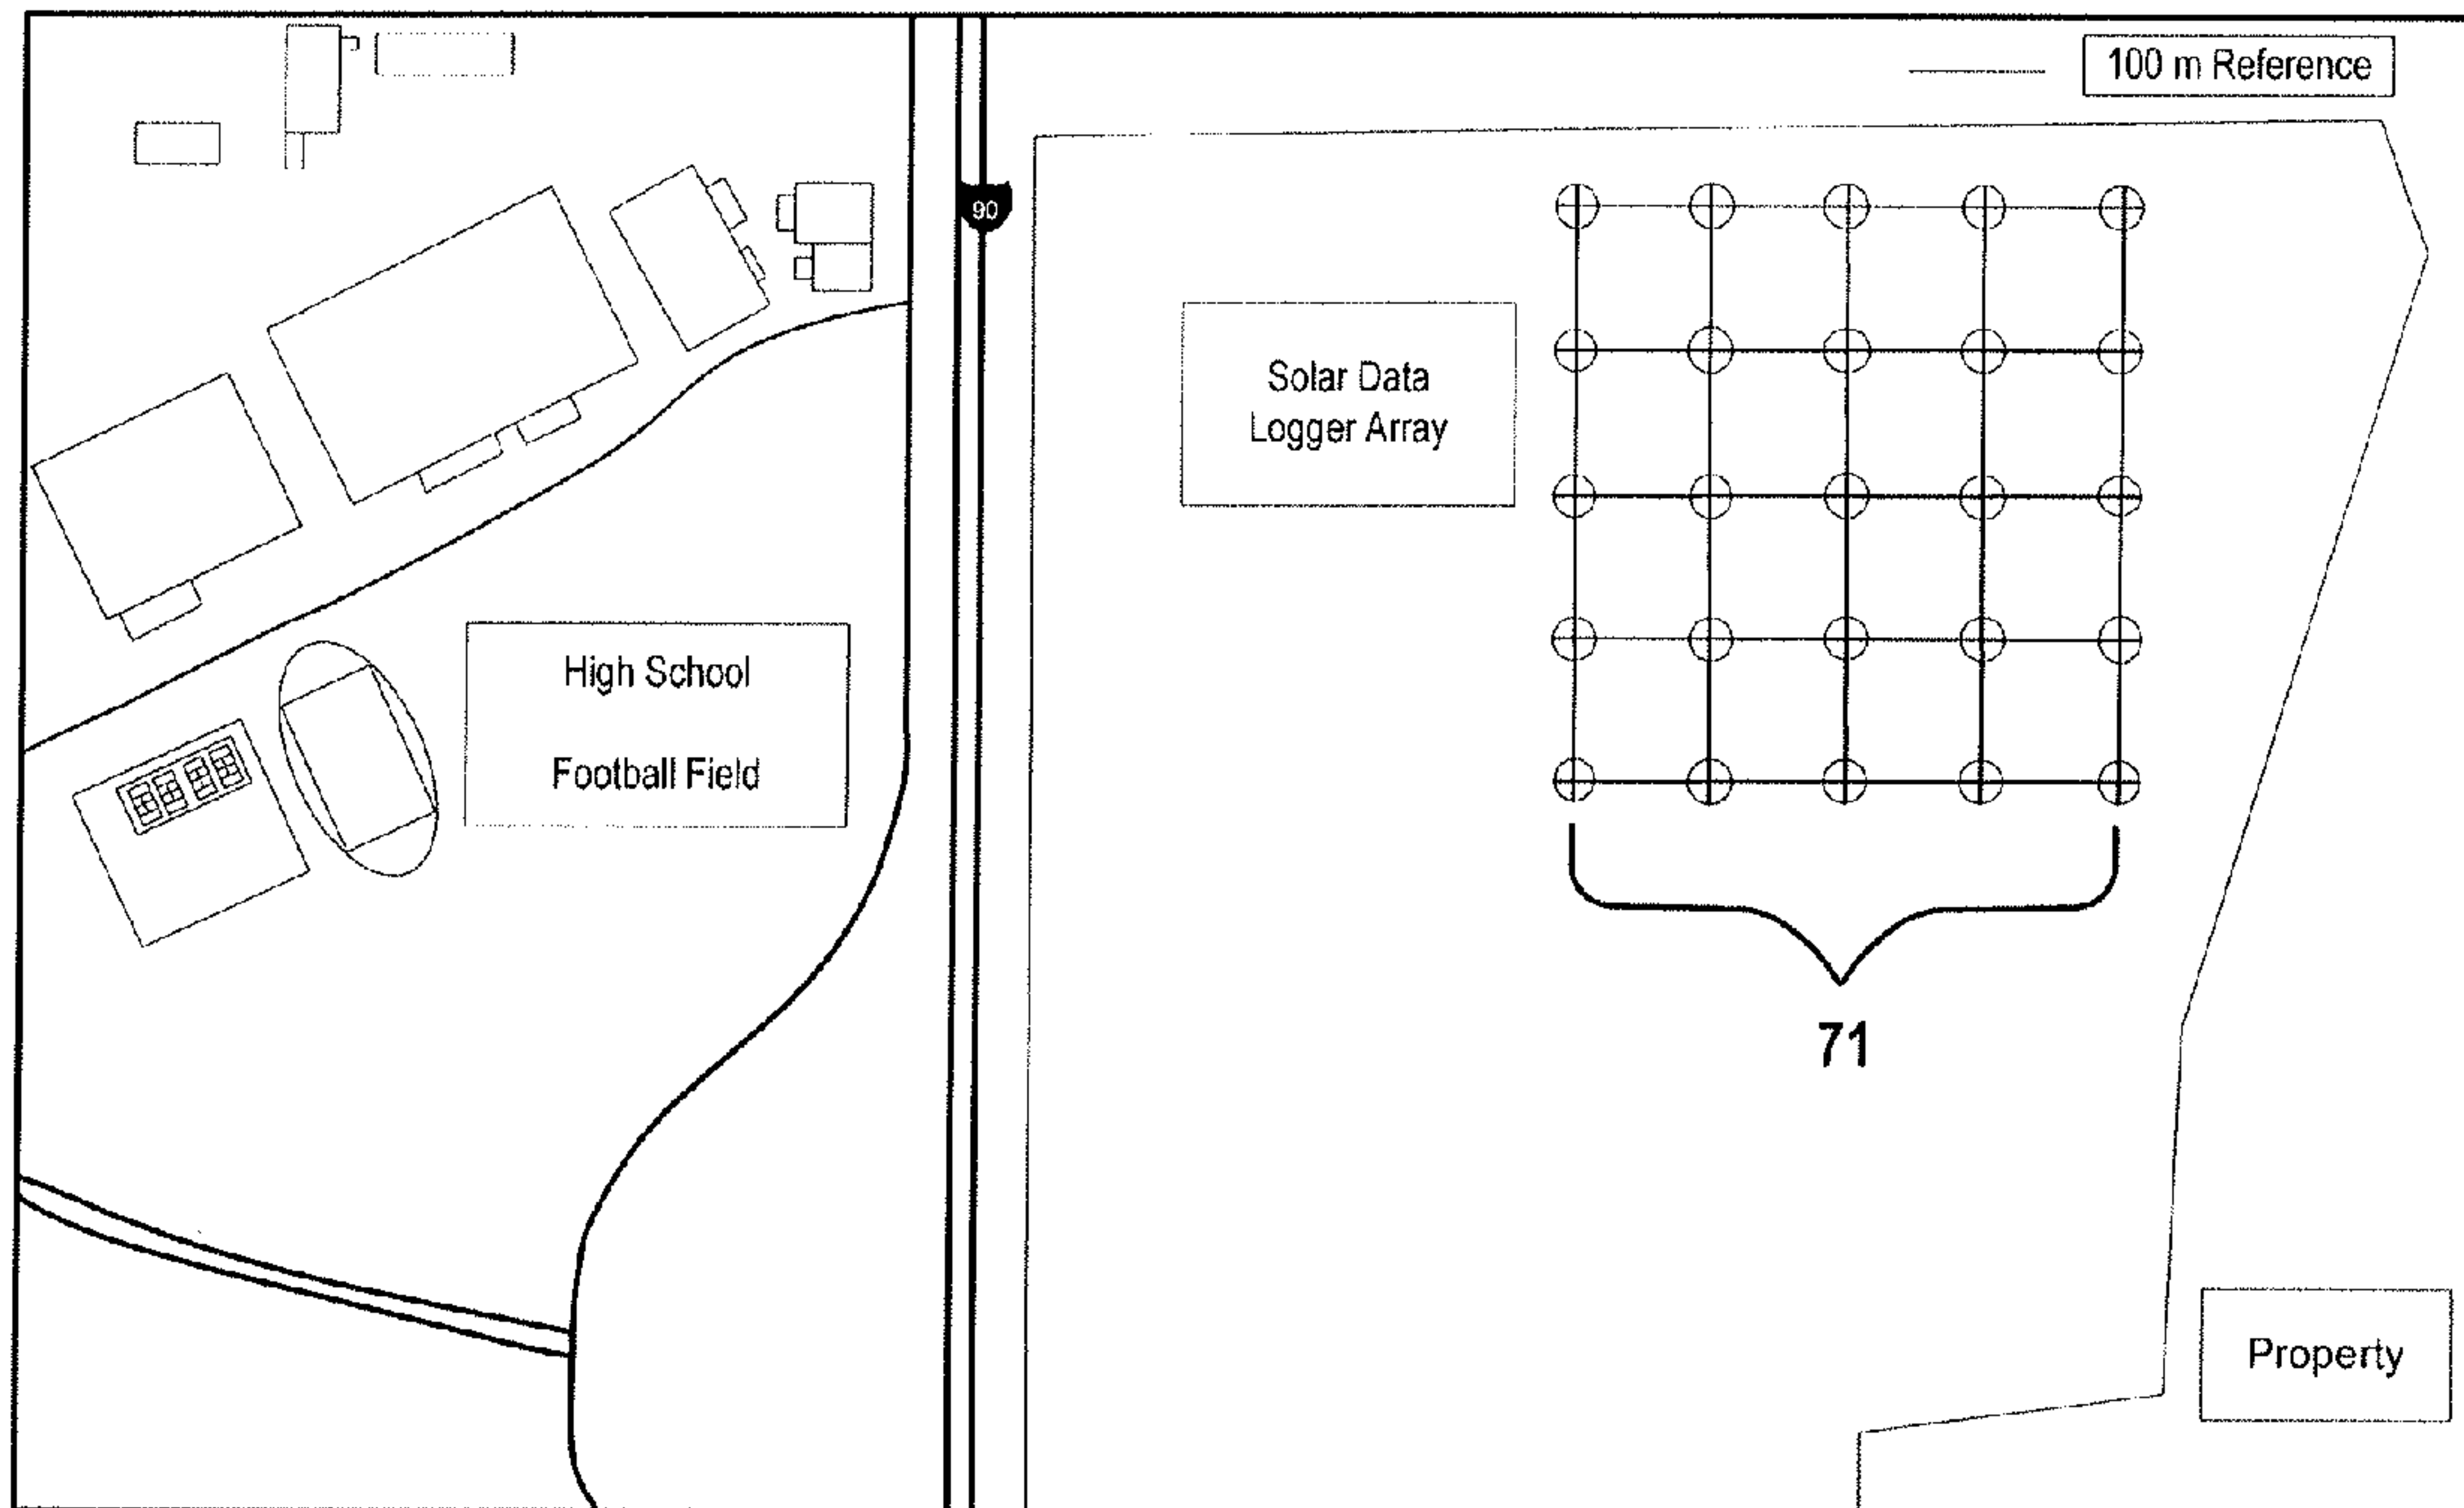 100 m Reference
90
Solar Data
Logger Array
High School
Football Field
71
Property